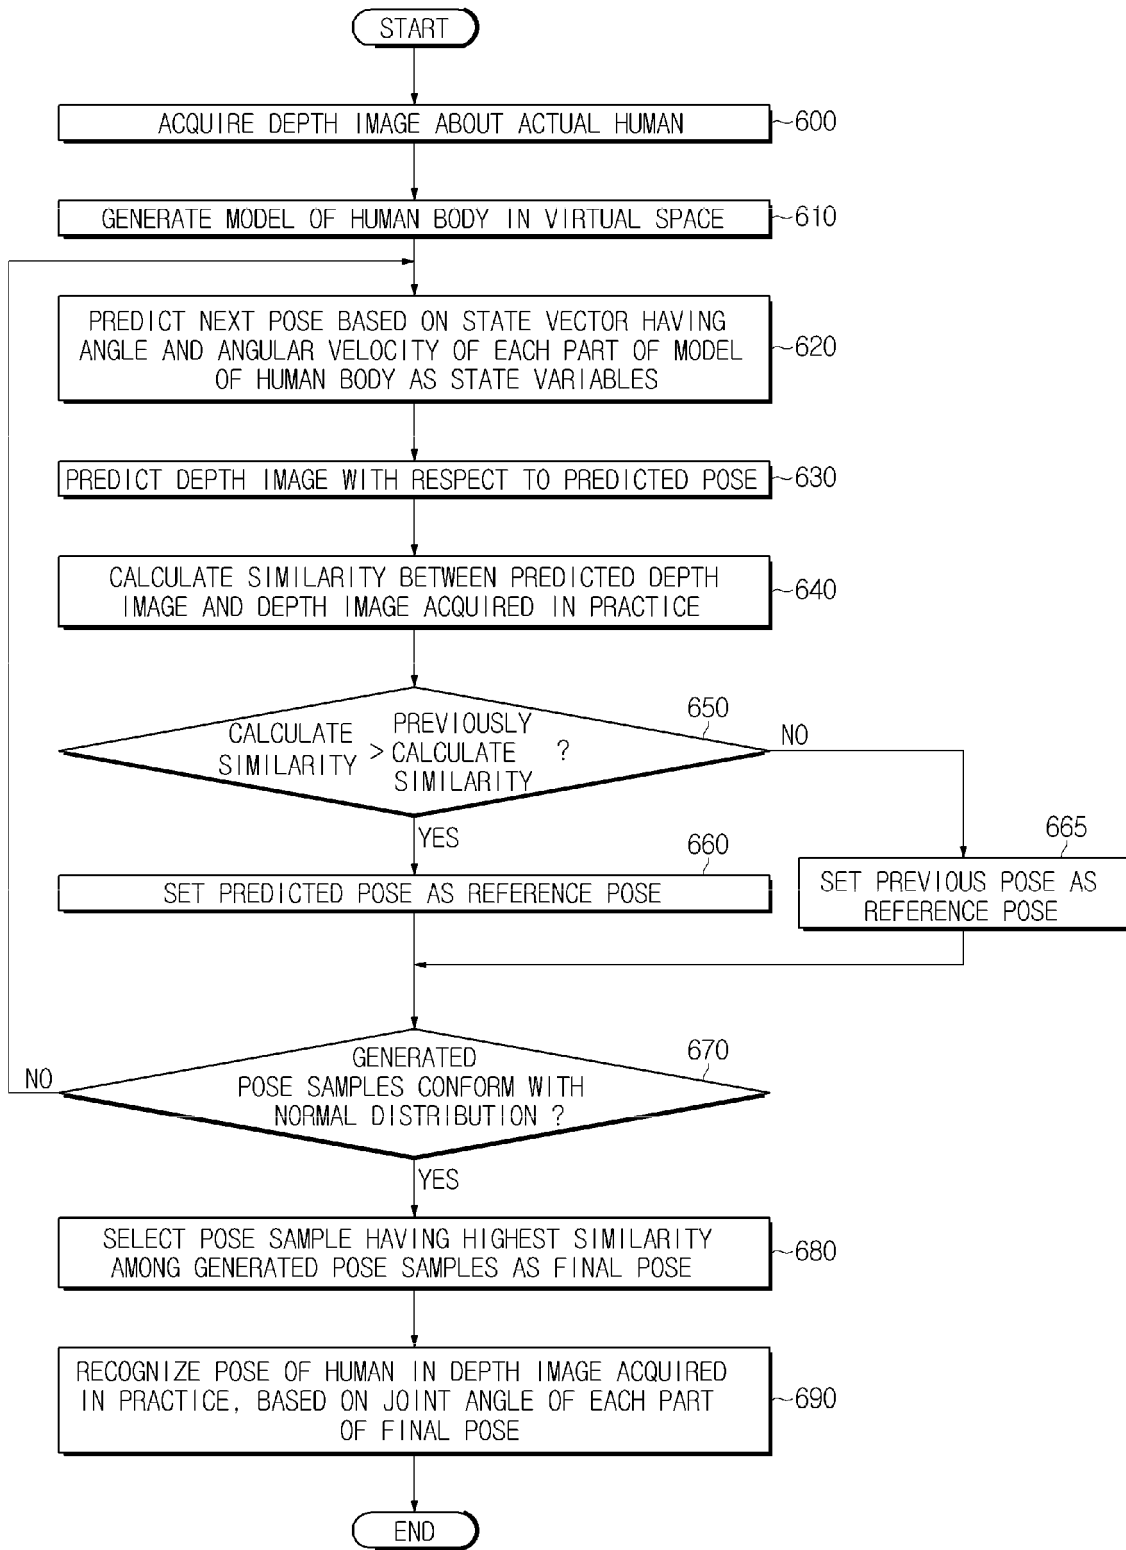 START
ACQUIRE DEPTH IMAGE ABOUT ACTUAL HUMAN
600
GENERATE MODEL OF HUMAN BODY IN VIRTUAL SPACE
610
PREDICT NEXT POSE BASED ON STATE VECTOR HAVING
ANGLE AND ANGULAR VELOCITY OF EACH PART OF MODEL
OF HUMAN BODY AS STATE VARIABLES
620
PREDICT DEPTH IMAGE WITH RESPECT TO PREDICTED POSE
630
CALCULATE SIMILARITY BETWEEN PREDICTED DEPTH
IMAGE AND DEPTH IMAGE ACQUIRED IN PRACTICE
640
CALCULATE
SIMILARITY
>
PREVIOUSLY
CALCULATE
SIMILARITY
?
650
NO
YES
SET PREDICTED POSE AS REFERENCE POSE
660
SET PREVIOUS POSE AS
REFERENCE POSE
665
GENERATED
POSE SAMPLES CONFORM WITH
NORMAL DISTRIBUTION ?
670
NO
YES
SELECT POSE SAMPLE HAVING HIGHEST SIMILARITY
AMONG GENERATED POSE SAMPLES AS FINAL POSE
680
RECOGNIZE POSE OF HUMAN IN DEPTH IMAGE ACQUIRED
IN PRACTICE, BASED ON JOINT ANGLE OF EACH PART
OF FINAL POSE
690
END